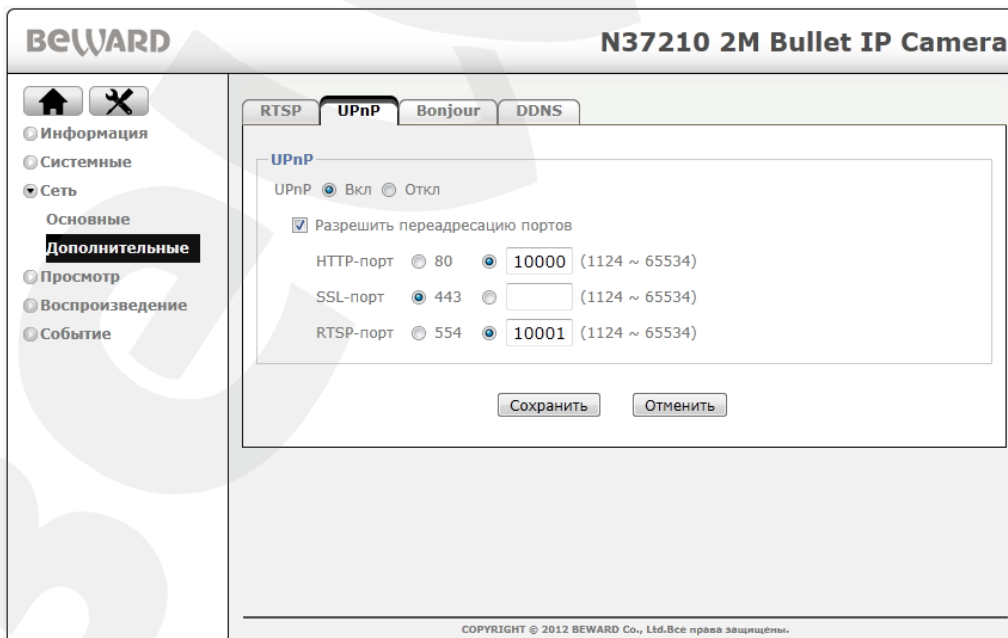 BEWARD
N37210 2M Bullet IP Camera
Информация
Системные
Сеть
Основные
Дополнительные
Просмотр
Воспроизведение
Событие
RTSP UPnP Bonjour DDNS
UPnP
UPnP Вкл Откл
Разрешить переадресацию портов
HTTP-порт 80 10000 (1124 ~ 65534)
SSL-порт 443 (1124 ~ 65534)
RTSP-порт 554 10001 (1124 ~ 65534)
Сохранить Отменить
COPYRIGHT © 2012 BEWARD Co., Ltd.Все права защищены.